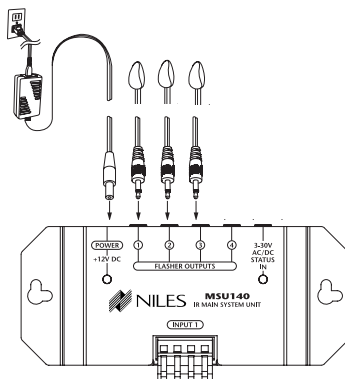 POWER
+12V DC
1 2 3 4
FLASHER OUTPUTS
3-30V
AC/DC
STATUS
IN
NILES
MSU140
IR MAIN SYSTEM UNIT
INPUT 1